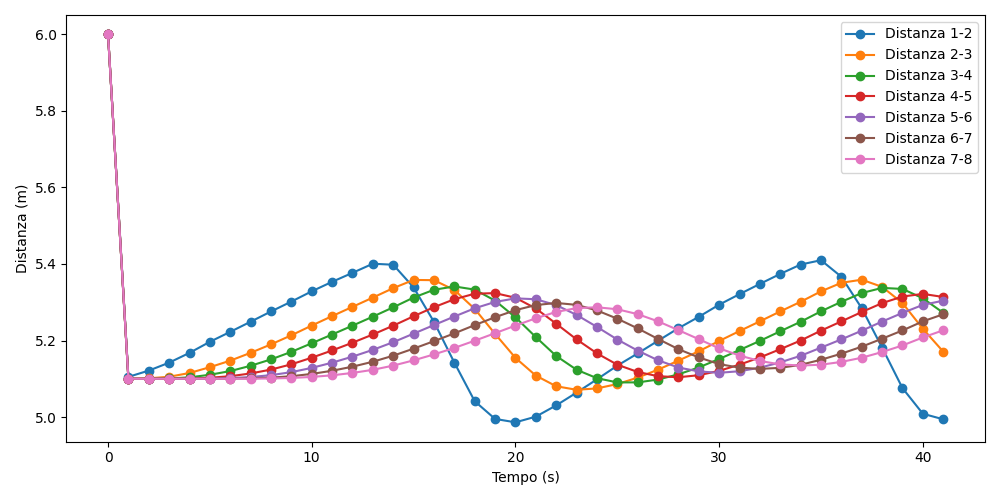 6.0
5.8
5.6
5.4
5.2
5.0
Distanza (m)
0
10
20
30
40
Tempo (s)
Distanza 1-2
Distanza 2-3
Distanza 3-4
Distanza 4-5
Distanza 5-6
Distanza 6-7
Distanza 7-8